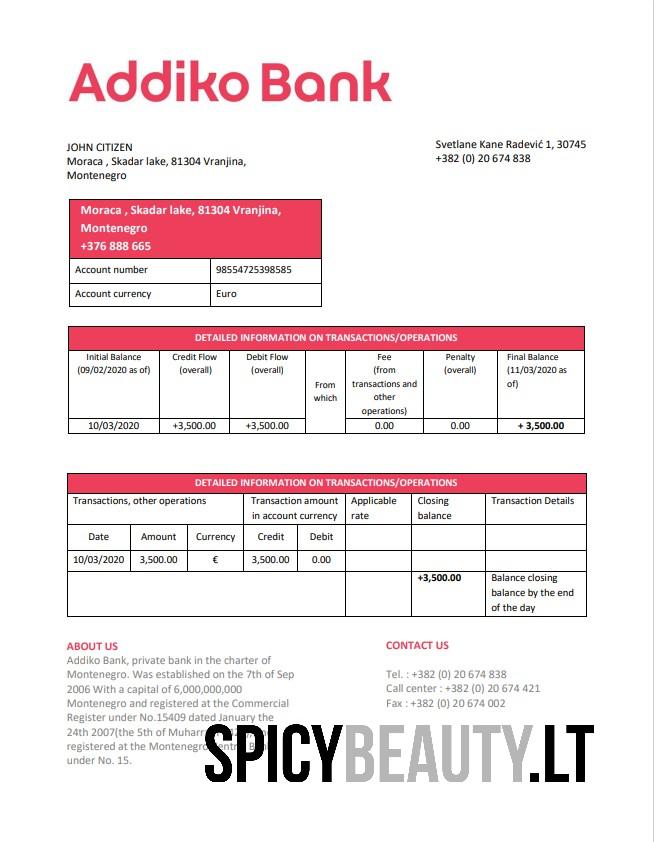 Addiko Bank
JOHN CITIZEN
Moraca , Skadar lake, 81304 Vranjina,
Montenegro
Svetlane Kane Radević 1, 30745
+382 (0) 20 674 838
Moraca , Skadar lake, 81304 Vranjina,
Montenegro
+376 888 665
Account number 98554725398585
Account currency Euro
DETAILED INFORMATION ON TRANSACTIONS/OPERATIONS
Initial Balance
(09/02/2020 as of)
Credit Flow
(overall)
Debit Flow
(overall)
From
which
Fee
(from
transactions and
other
operations)
Penalty
(overall)
Final Balance
(11/03/2020 as
of)
10/03/2020 +3,500.00 +3,500.00 0.00 0.00 + 3,500.00
DETAILED INFORMATION ON TRANSACTIONS/OPERATIONS
Transactions, other operations
Transaction amount
in account currency
Applicable
rate
Closing
balance
Transaction Details
Date Amount Currency Credit Debit
10/03/2020 3,500.00 € 3,500.00 0.00
+3,500.00
Balance closing
balance by the end
of the day
ABOUT US
Addiko Bank, private bank in the charter of
Montenegro. Was established on the 7th of Sep
2006 With a capital of 6,000,000,000
Montenegro and registered at the Commercial
Register under No.15409 dated January the
24th 2007(the 5th of
registered at the Montenegro
under No. 15.
CONTACT US
Tel. : +382 (0) 20 674 838
Call center : +382 (0) 20 674 421
Fax : +382 (0) 20 674 002
SPICYBEAUTY.LT